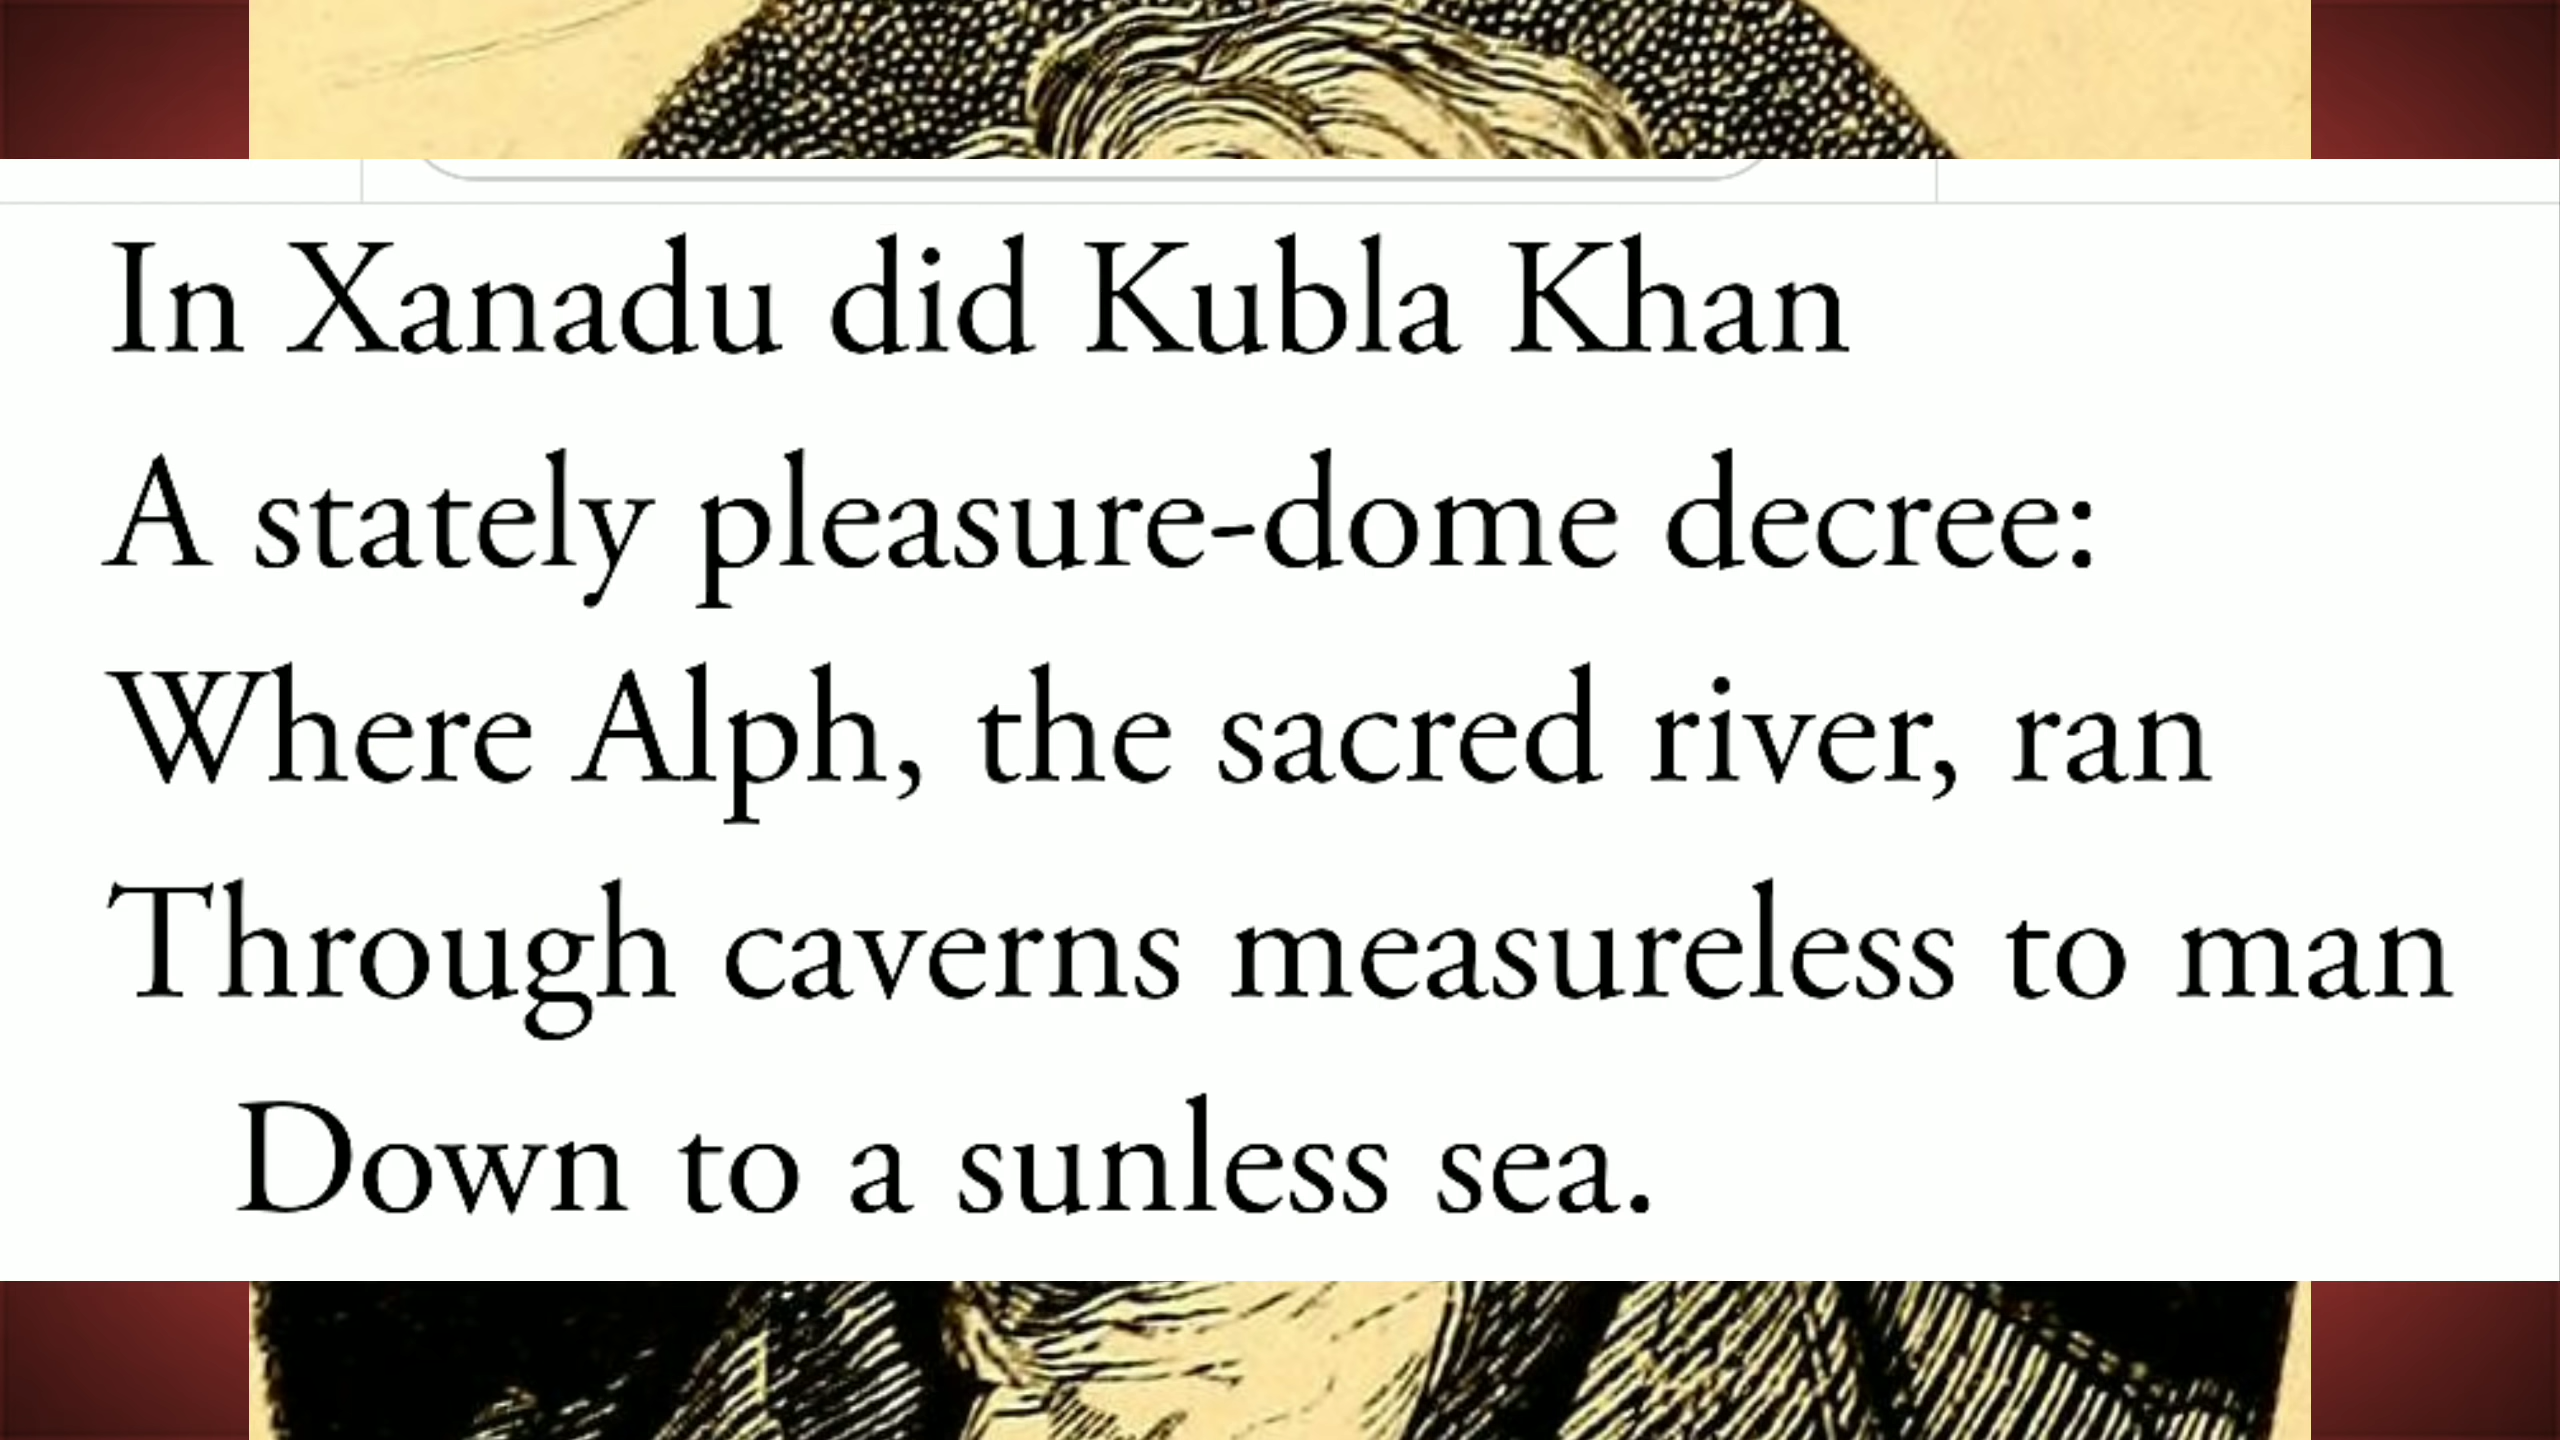 In Xanadu did Kubla Khan
A stately pleasure-dome decree:
Where Alph, the sacred river, ran
Through caverns measureless to man
Down to a sunless sea.